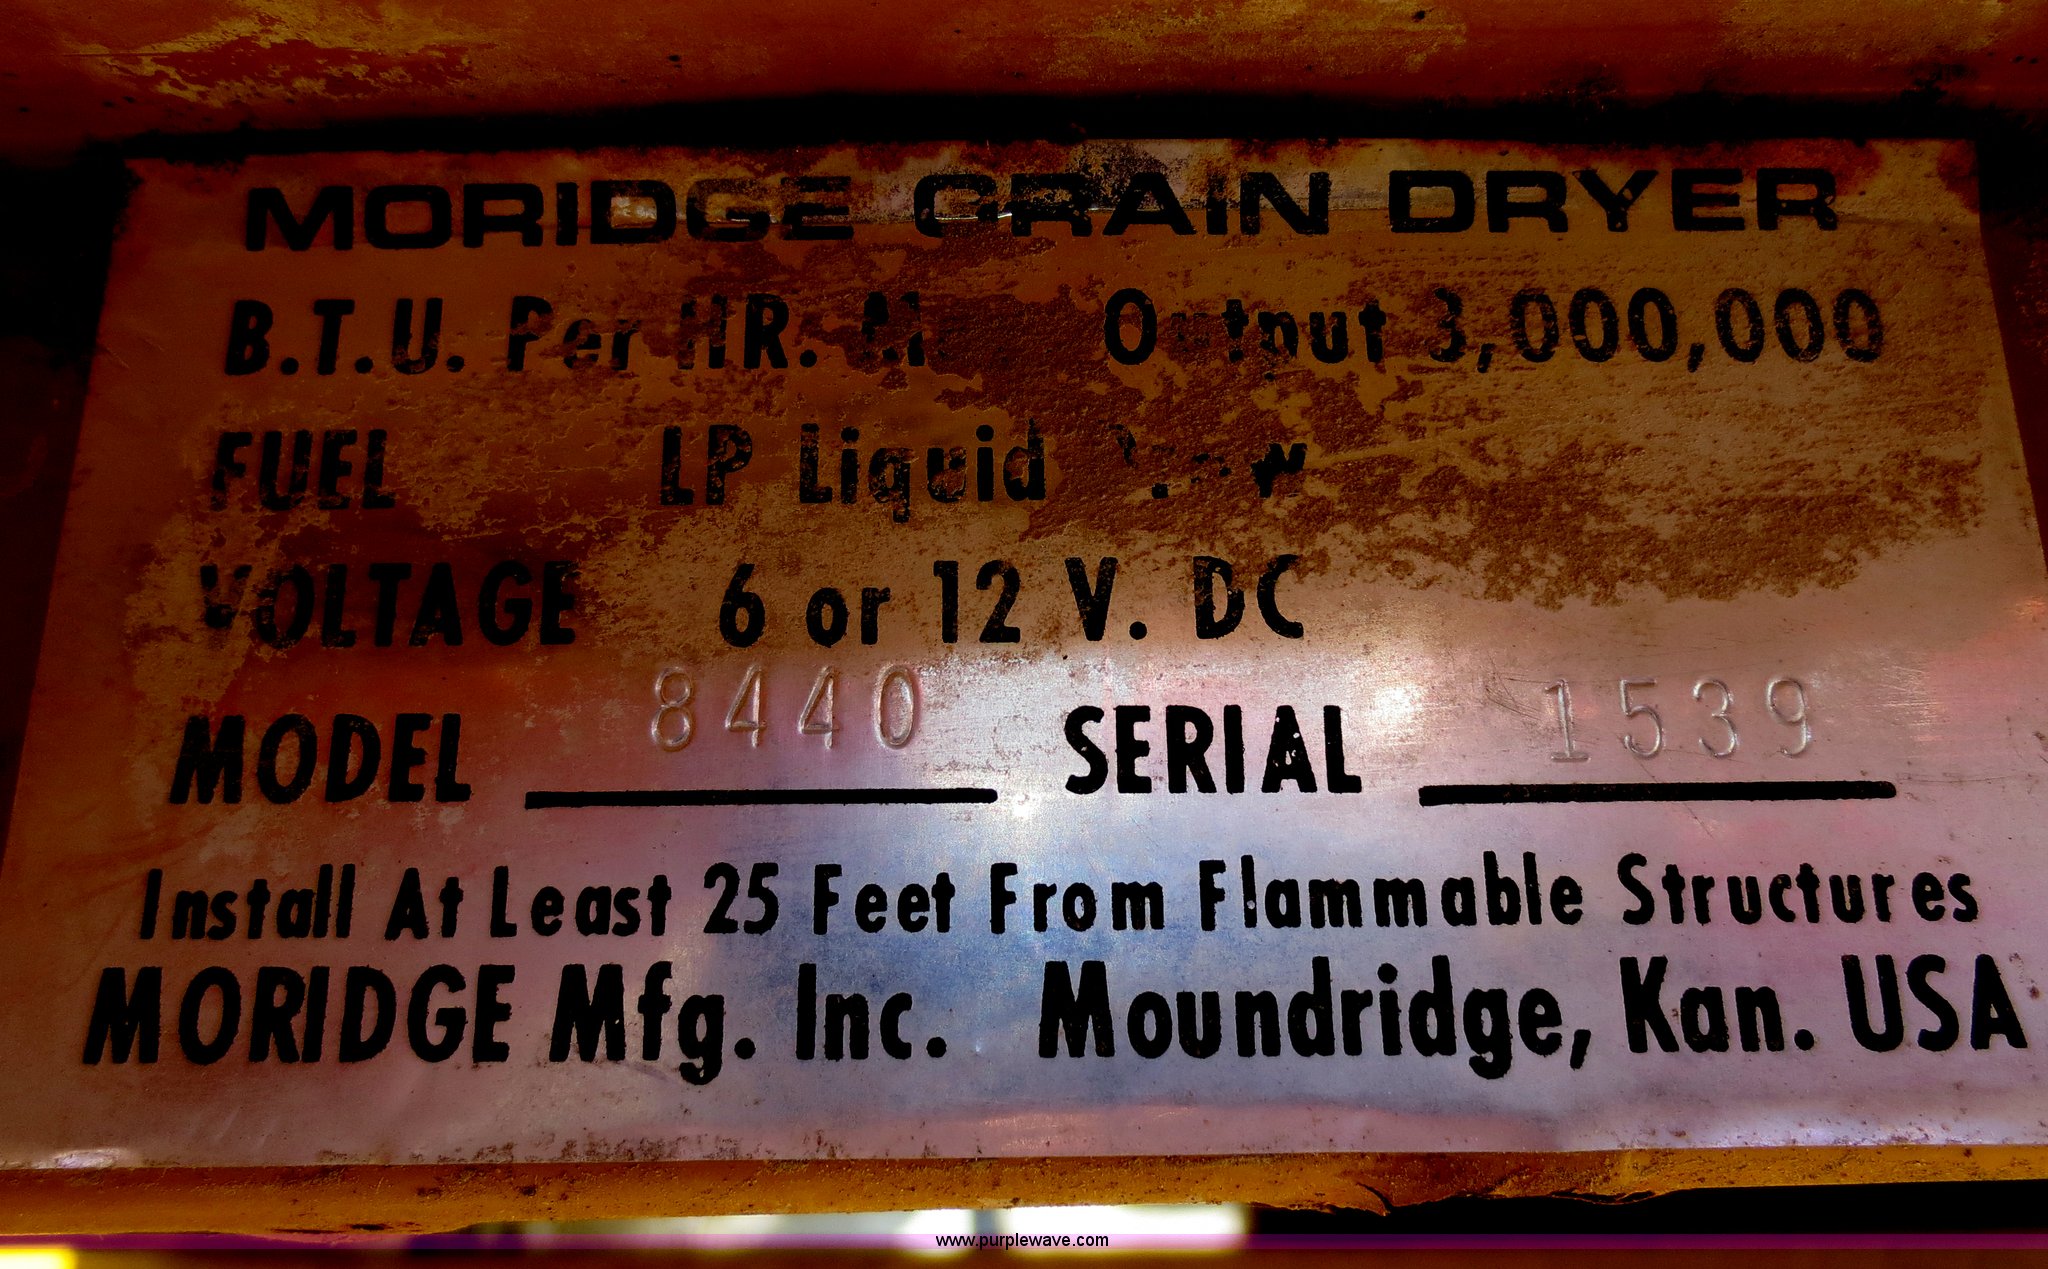 MORIDGE GRAIN DRYER
B.T.U. Per HR. Output 3,000,000
FUEL LP Liquid
VOLTAGE 6 or 12 V. DC
MODEL 8440 SERIAL 1539
Install At Least 25 Feet From Flammable Structures
MORIDGE Mfg. Inc. Moundridge, Kan. USA
www.purplewave.com